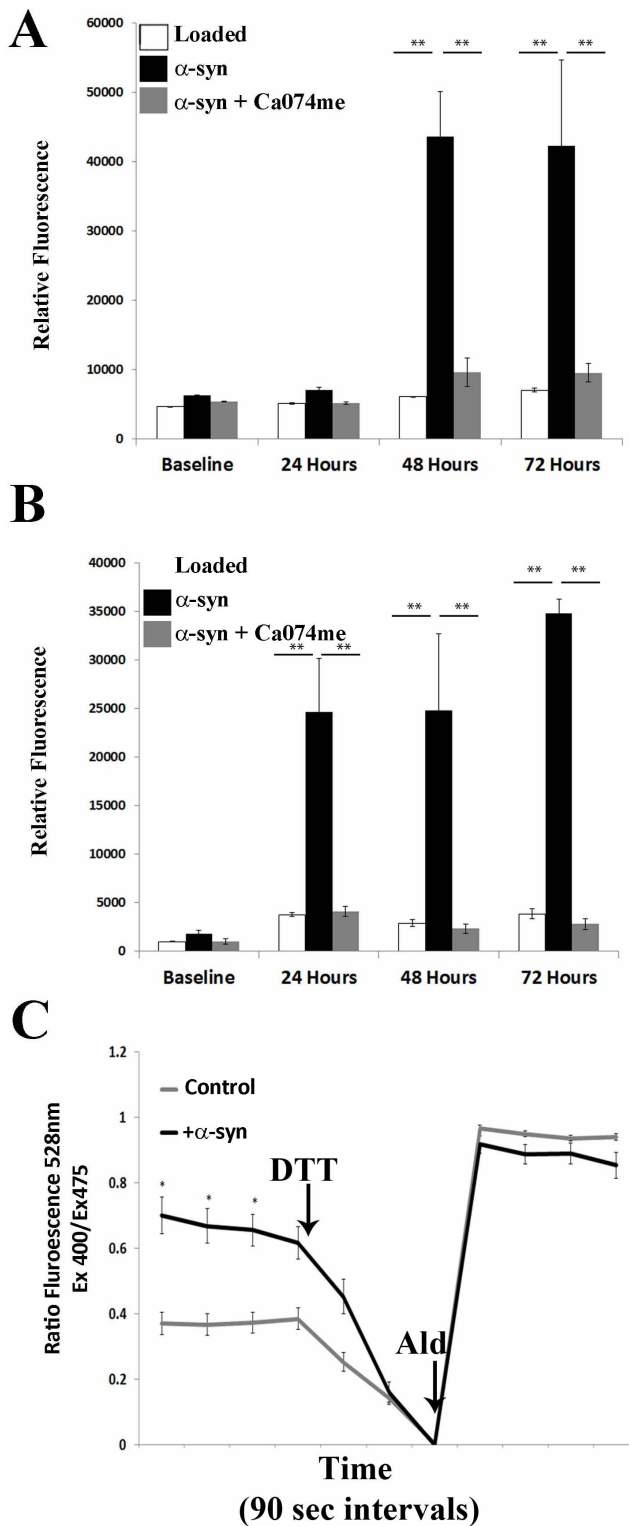 A
Loaded
α-syn
α-syn + Ca074me
** ** ** **
Relative Fluorescence
60000
50000
40000
30000
20000
10000
0
Baseline 24 Hours 48 Hours 72 Hours
B
Loaded
α-syn
α-syn + Ca074me
** ** ** ** ** **
Relative Fluorescence
40000
35000
30000
25000
20000
15000
10000
5000
0
Baseline 24 Hours 48 Hours 72 Hours
C
Control
+α-syn
* * *
DTT
Ald
Ratio Fluroescence 528nm
Ex 400/Ex475
1.2
1
0.8
0.6
0.4
0.2
0
Time
(90 sec intervals)